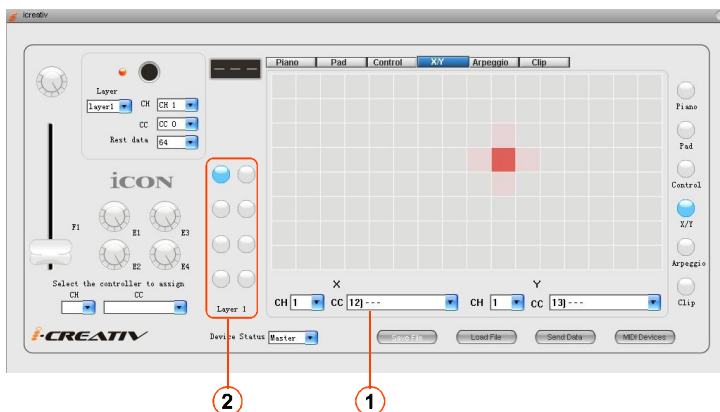 icreativ
Piano Pad Control X/Y Arpeggio Clip
Layer
layer1 CH CH 1
CC CC 0
Rest data 64
iCON
F1 E1 E3
E2 E4
Select the controller to assign
CH CC
Layer 1
X Y
CH 1 CC 12)--- CH 1 CC 13)---
Piano
Pad
Control
X/Y
Arpeggio
Clip
i·CREATIV
Device Status Master Save File Load File Send Data MIDI Devices
2 1